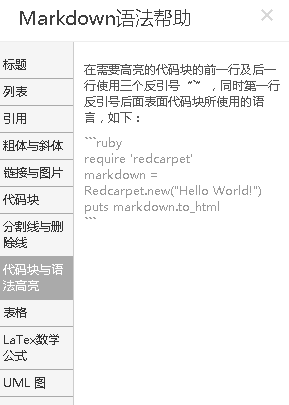 Markdown语法帮助
×
标题
列表
引用
粗体与斜体
链接与图片
代码块
分割线与删
除线
代码块与语
法高亮
表格
LaTex数学
公式
UML 图
在需要高亮的代码块的前一行及后一
行使用三个反引号“`”，同时第一行
反引号后面表面代码块所使用的语
言，如下：
```ruby
require 'redcarpet'
markdown =
Redcarpet.new("Hello World!")
puts markdown.to_html
```